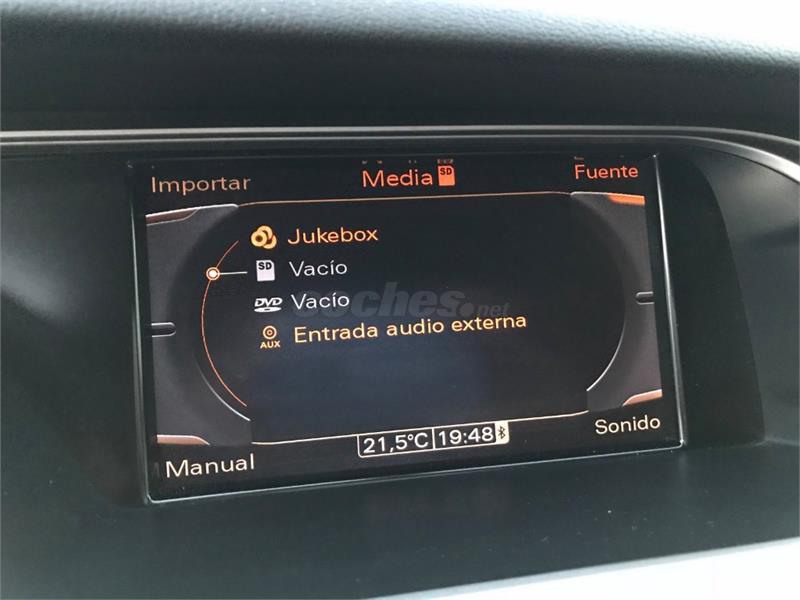 Importar
Media SD
Fuente
Jukebox
SD Vacío
DVD Vacío
AUX Entrada audio externa
coches.net
21,5°C 19:48
Manual
Sonido